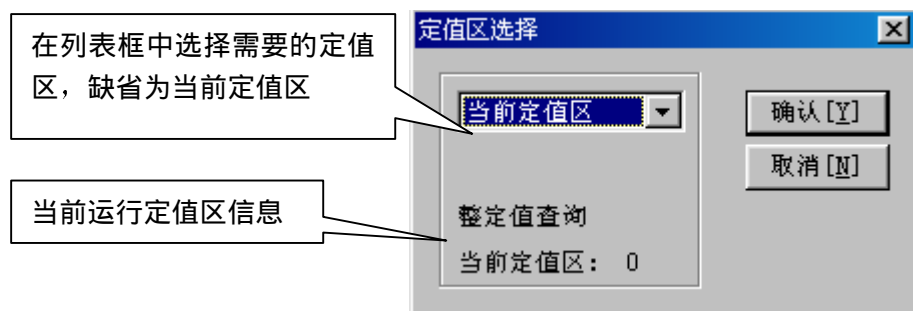 在列表框中选择需要的定值
区，缺省为当前定值区
当前运行定值区信息
定值区选择
当前定值区
确认[Y]
取消[N]
整定值查询
当前定值区： 0